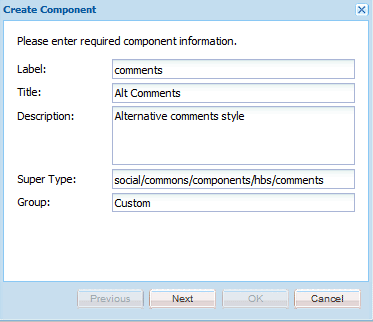 Create Component
Please enter required component information.
Label: comments
Title: Alt Comments
Description: Alternative comments style
Super Type: social/commons/components/hbs/comments
Group: Custom
Previous Next OK Cancel